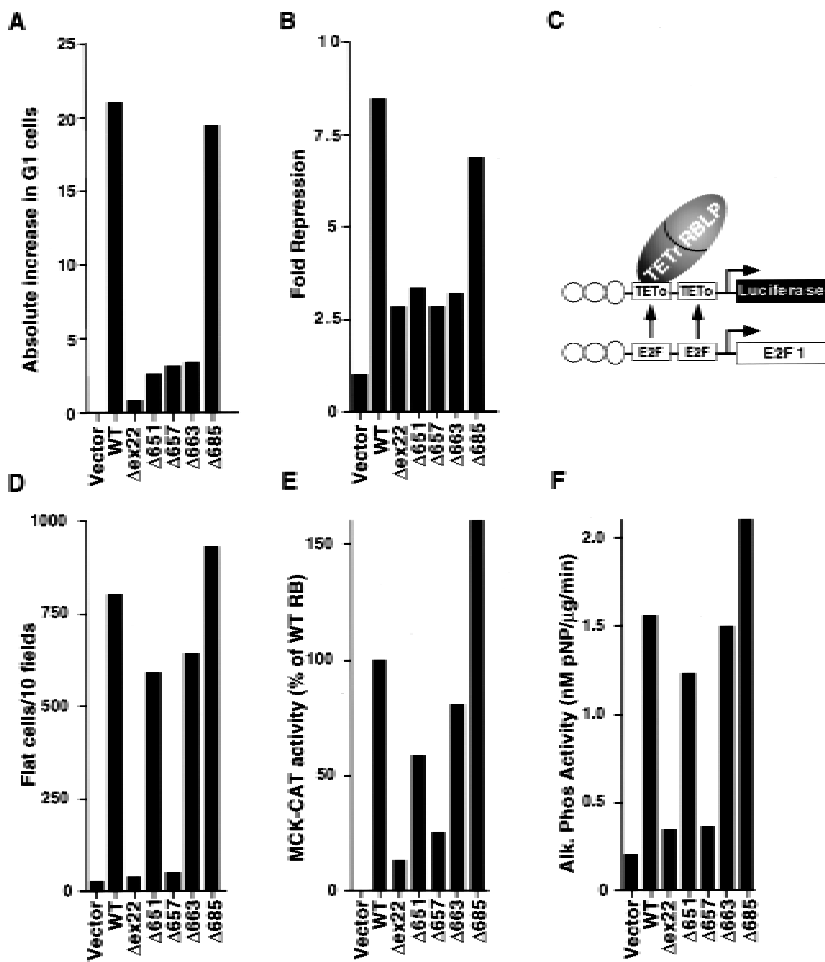 A
Absolute increase in G1 cells
25
20
15
10
5
0
Vector
WT
Δex22
Δ651
Δ657
Δ663
Δ685
B
Fold Repression
10
7.5
5
2.5
0
Vector
WT
Δex22
Δ651
Δ657
Δ663
Δ685
C
TETr RBLP
TETo TETo Luciferase
E2F E2F E2F 1
D
Flat cells/10 fields
1000
750
500
250
0
Vector
WT
Δex22
Δ651
Δ657
Δ663
Δ685
E
MCK-CAT activity (% of WT RB)
150
100
50
0
Vector
WT
Δex22
Δ651
Δ657
Δ663
Δ685
F
Alk. Phos Activity (nM pNP/μg/min)
2.0
1.5
1.0
0.5
0
Vector
WT
Δex22
Δ651
Δ657
Δ663
Δ685